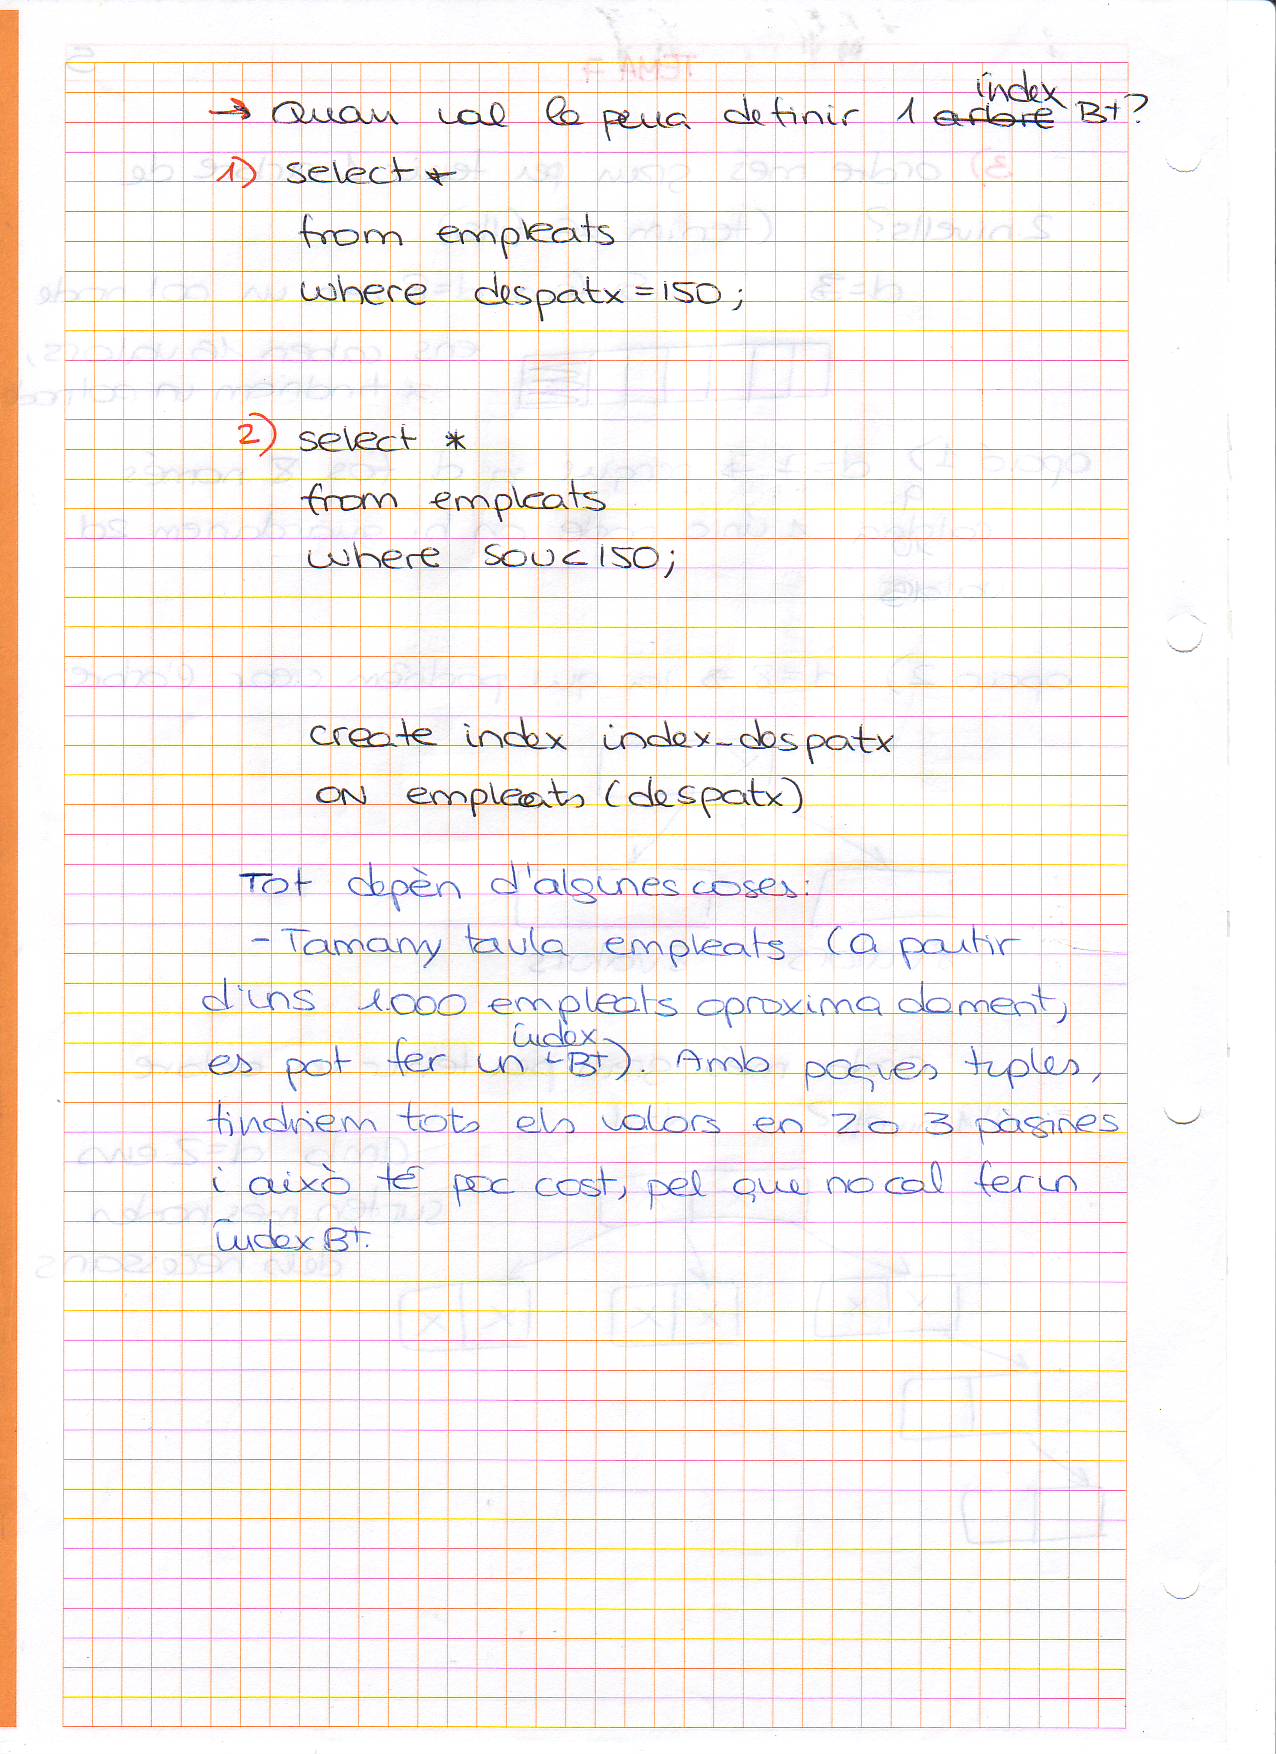 → Quan val la pena definir 1 ~~arbre~~ índex B+?
1) select *
from empleats
where despatx = 150;
2) select *
from empleats
where sou < 150;
create index index_despatx
ON empleats (despatx)
Tot depèn d'algunes coses:
- Tamany taula empleats (a partir
d'uns 1.000 empleats aproximadament,
es pot fer un índex B+). Amb poques tuples,
tindriem tots els valors en 2 o 3 pàgines
i això té poc cost, pel que no cal fer un
índex B+.